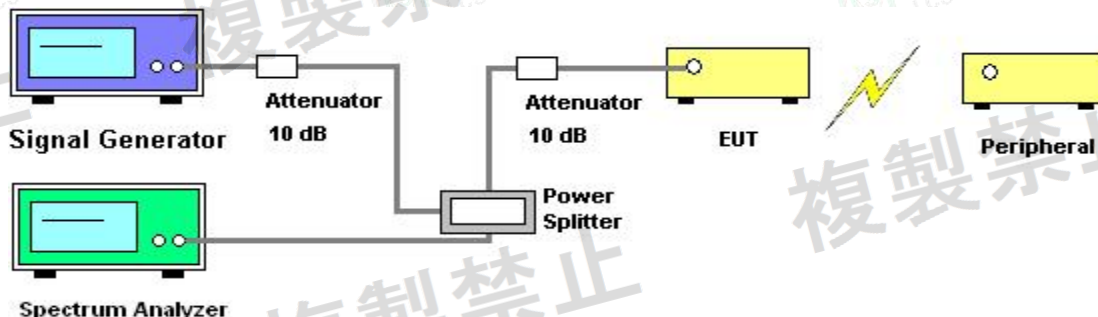 複製禁止
Attenuator
10 dB
Attenuator
10 dB
EUT
Signal Generator
Peripheral
複製禁
Power
Splitter
複製禁止
Spectrum Analyzer